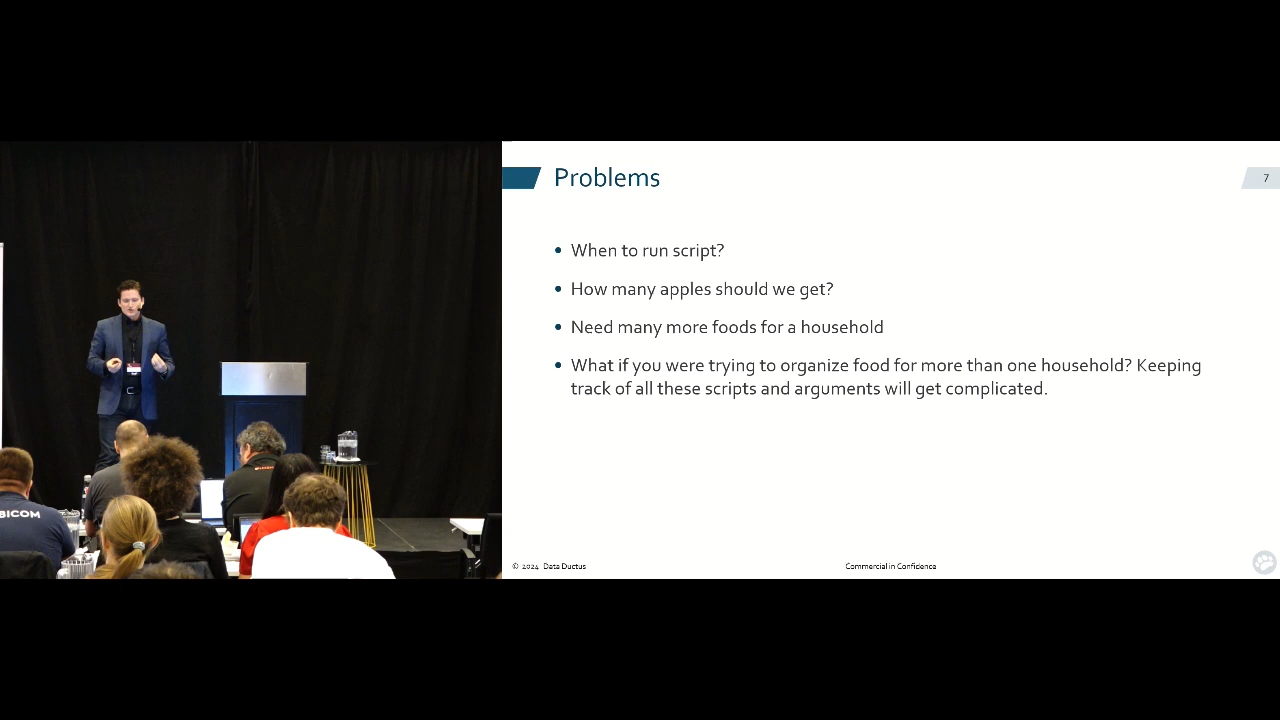 Problems
7
• When to run script?
• How many apples should we get?
• Need many more foods for a household
• What if you were trying to organize food for more than one household? Keeping
track of all these scripts and arguments will get complicated.
BICOM
© 2024 Data Ductus
Commercial in Confidence